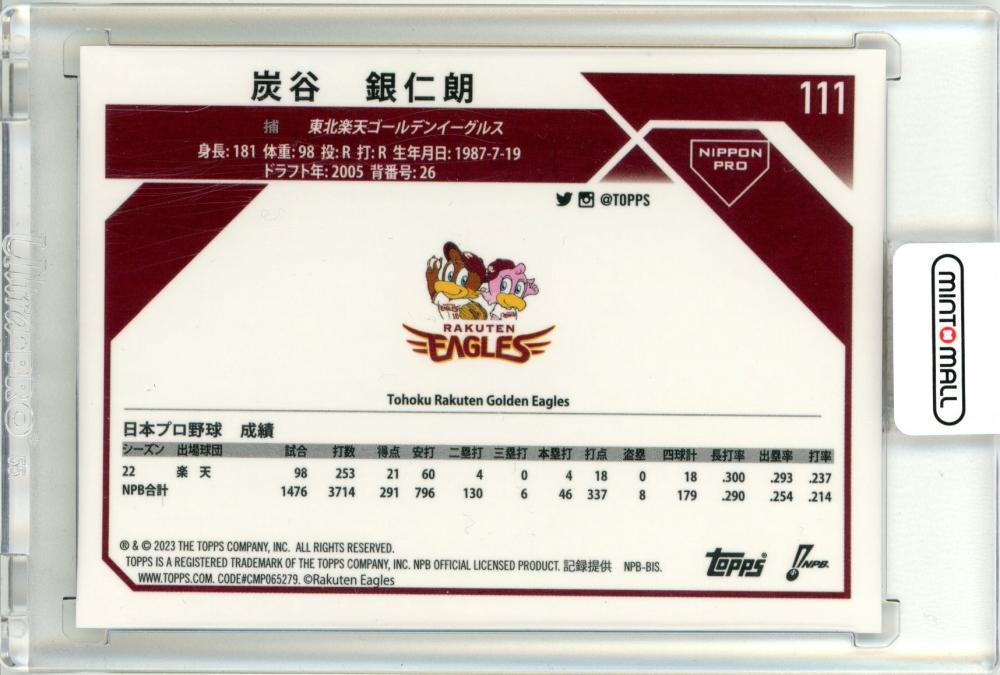 炭谷　銀仁朗
111
捕　東北楽天ゴールデンイーグルス
身長: 181 体重: 98 投: R 打: R 生年月日: 1987-7-19
ドラフト年: 2005 背番号: 26
NIPPON
PRO
@TOPPS
RAKUTEN
EAGLES
Tohoku Rakuten Golden Eagles
日本プロ野球　成績
シーズン 出場球団 試合 打数 得点 安打 二塁打 三塁打 本塁打 打点 盗塁 四球計 長打率 出塁率 打率
22 楽 天 98 253 21 60 4 0 4 18 0 18 .300 .293 .237
NPB合計 1476 3714 291 796 130 6 46 337 8 179 .290 .254 .214
® & © 2023 THE TOPPS COMPANY, INC. ALL RIGHTS RESERVED.
TOPPS IS A REGISTERED TRADEMARK OF THE TOPPS COMPANY, INC. NPB OFFICIAL LICENSED PRODUCT. 記録提供 NPB-BIS.
WWW.TOPPS.COM. CODE#CMP065279. ©Rakuten Eagles
Topps®
NPB.
MINT MALL
UltraPRO®